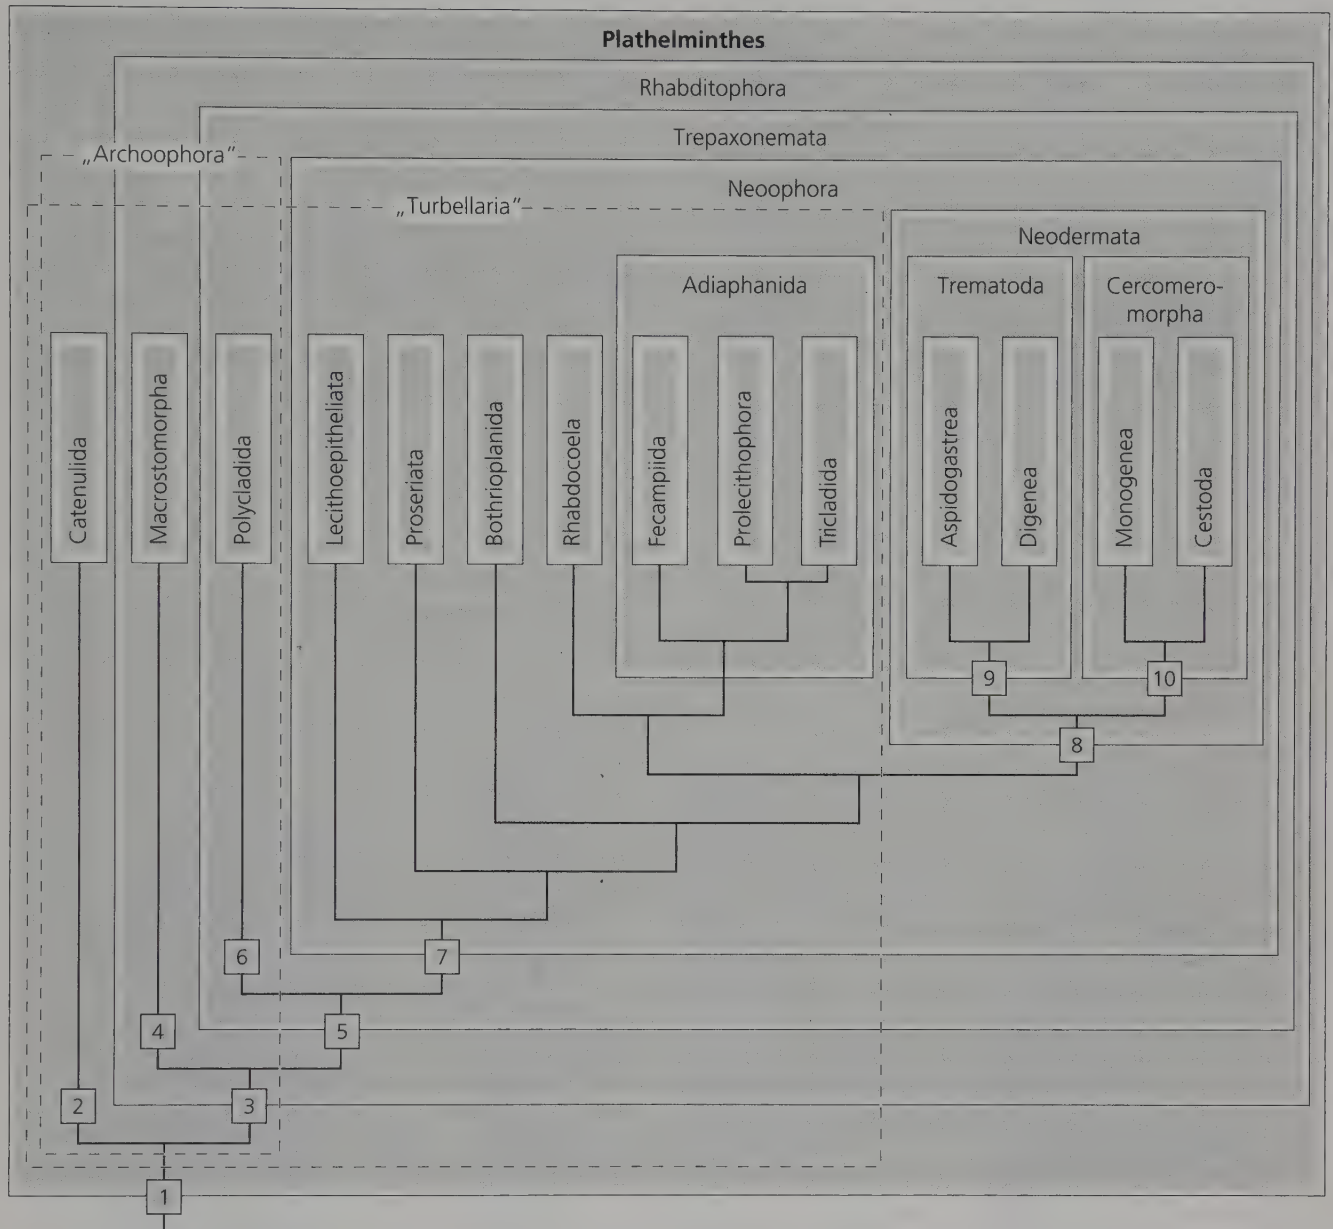 Plathelminthes
Rhabditophora
Trepaxonemata
„Archoophora“
Neoophora
„Turbellaria“
Neodermata
Adiaphanida
Trematoda
Cercomero-
morpha
Catenulida
Macrostomorpha
Polycladida
Lecithoepitheliata
Proseriata
Bothrioplanida
Rhabdocoela
Fecampiida
Prolecithophora
Tricladida
Aspidogastrea
Digenea
Monogenea
Cestoda
9
10
8
6
7
4
5
2
3
1